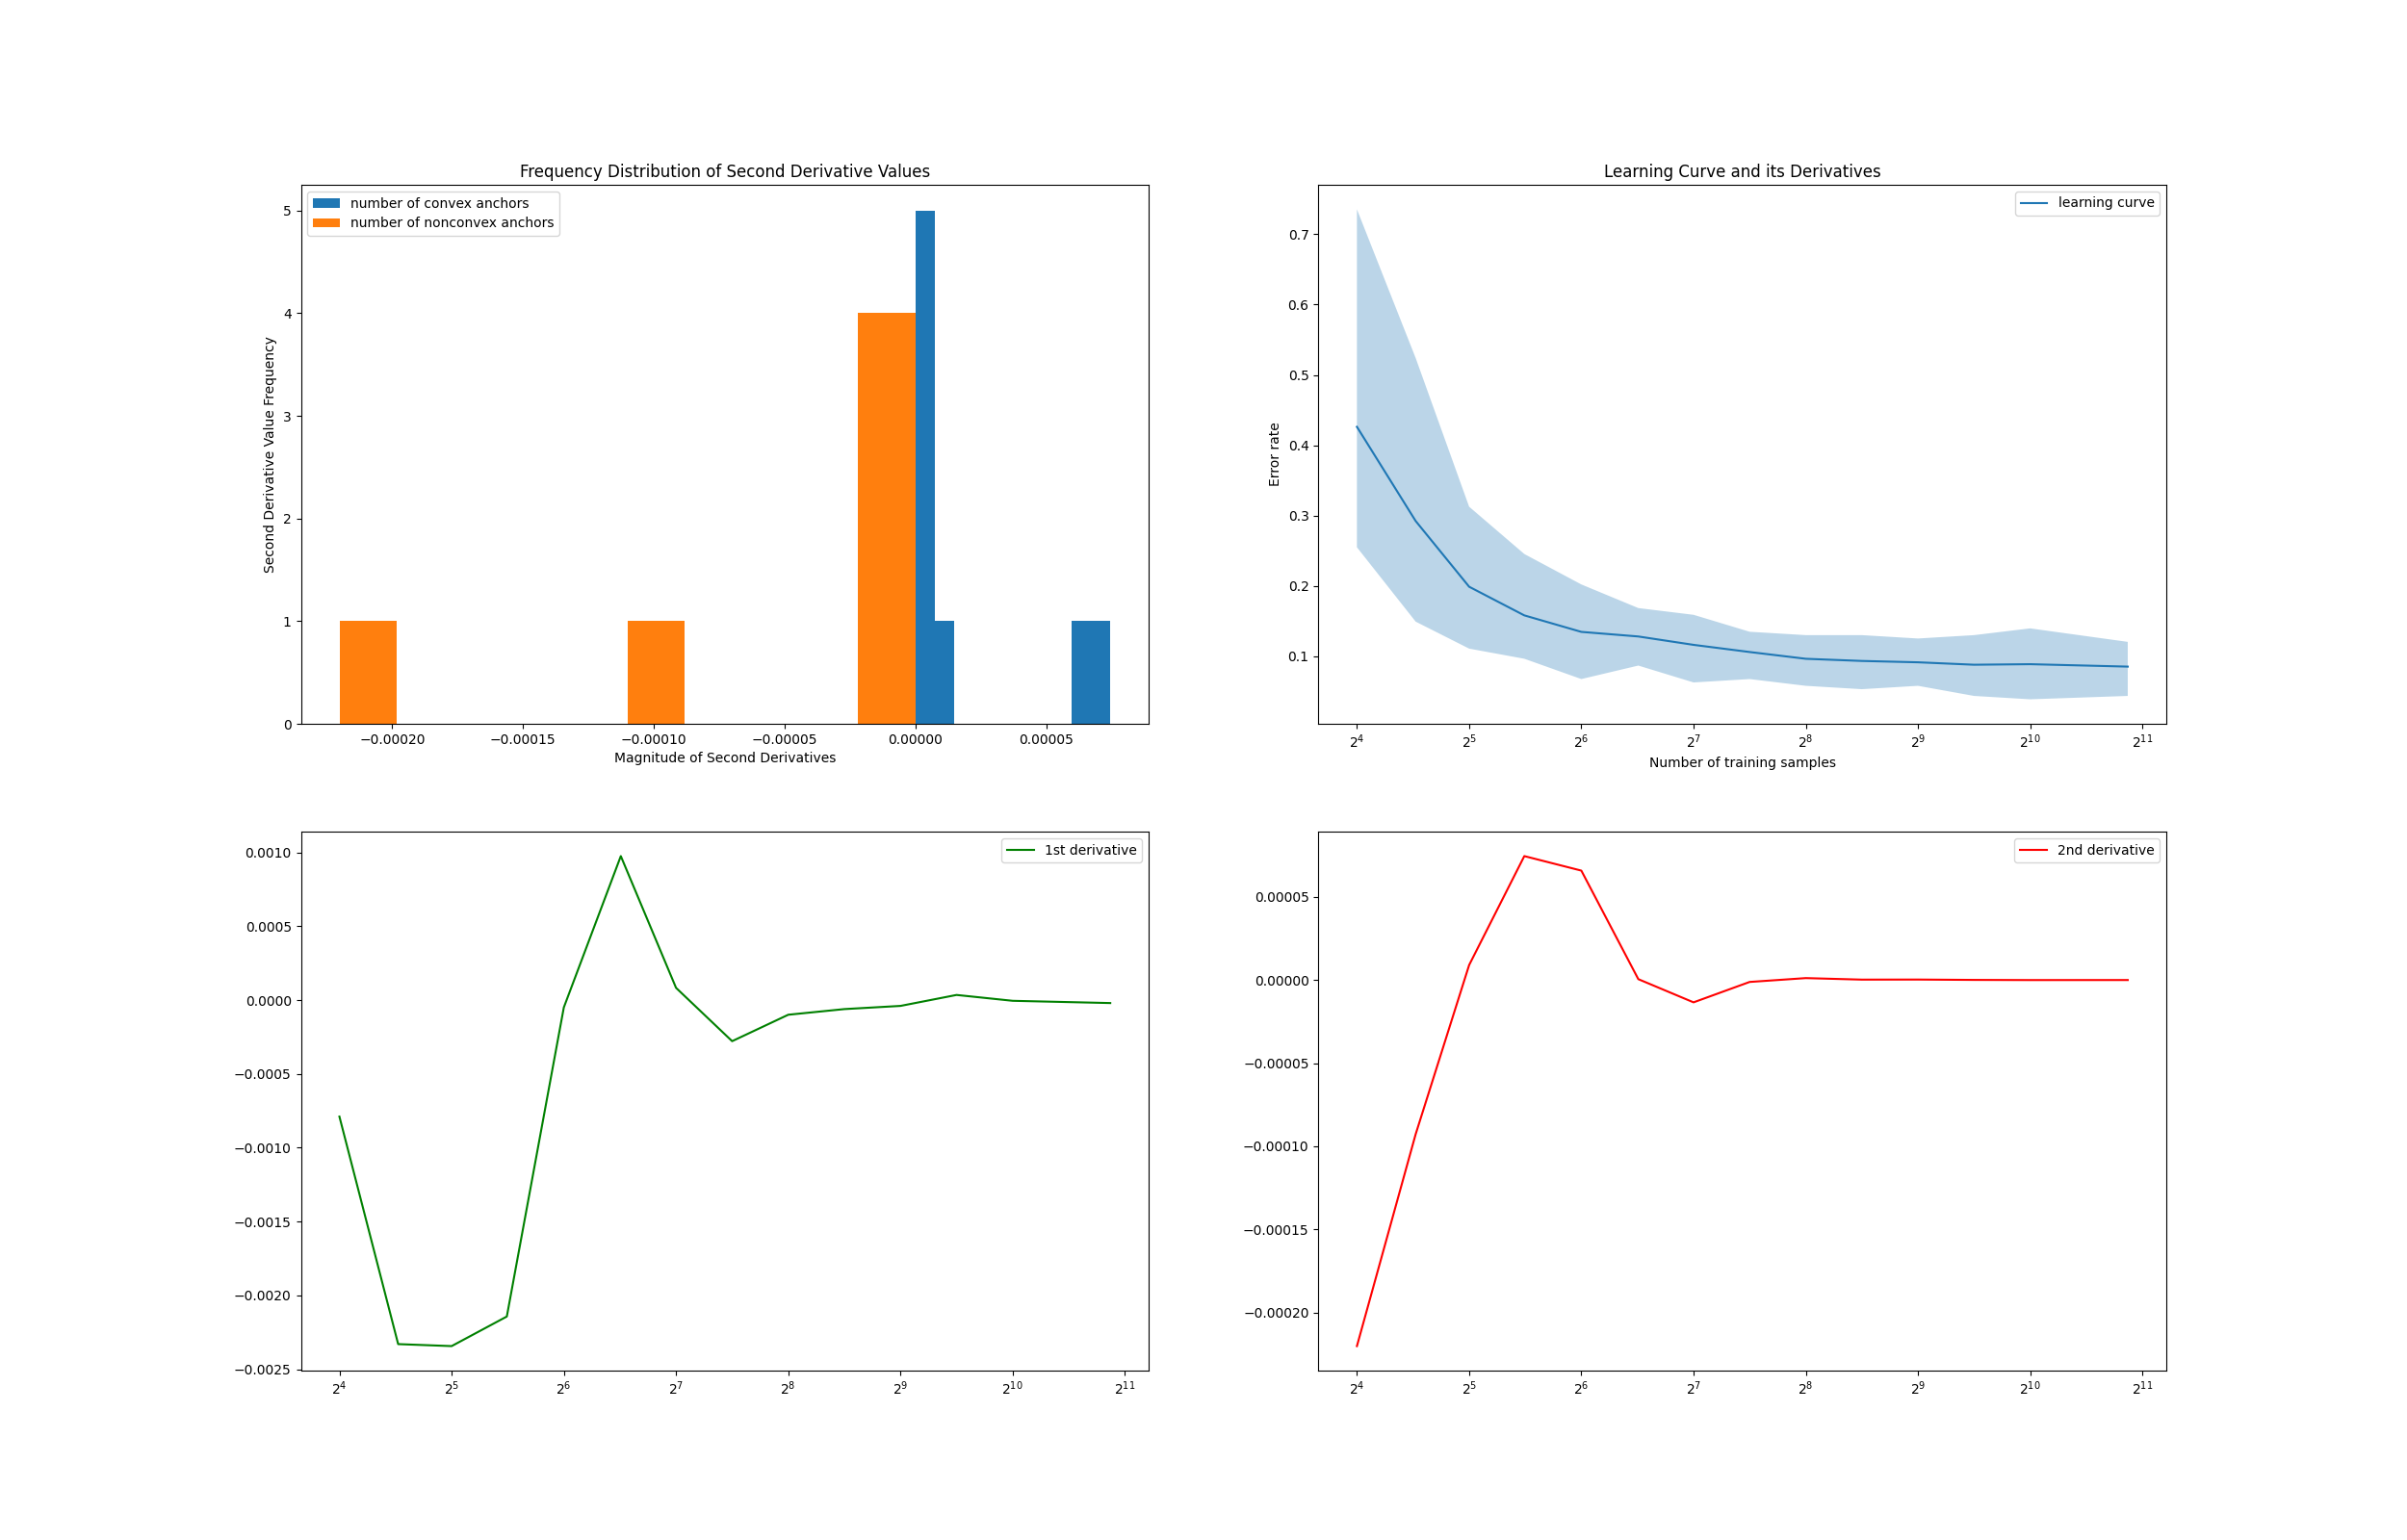 Frequency Distribution of Second Derivative Values
number of convex anchors
number of nonconvex anchors
5
4
3
2
1
0
Second Derivative Value Frequency
−0.00020 −0.00015 −0.00010 −0.00005 0.00000 0.00005
Magnitude of Second Derivatives
Learning Curve and its Derivatives
learning curve
0.7
0.6
0.5
0.4
0.3
0.2
0.1
Error rate
2⁴ 2⁵ 2⁶ 2⁷ 2⁸ 2⁹ 2¹⁰ 2¹¹
Number of training samples
1st derivative
0.0010
0.0005
0.0000
−0.0005
−0.0010
−0.0015
−0.0020
−0.0025
2⁴ 2⁵ 2⁶ 2⁷ 2⁸ 2⁹ 2¹⁰ 2¹¹
2nd derivative
0.00005
0.00000
−0.00005
−0.00010
−0.00015
−0.00020
2⁴ 2⁵ 2⁶ 2⁷ 2⁸ 2⁹ 2¹⁰ 2¹¹